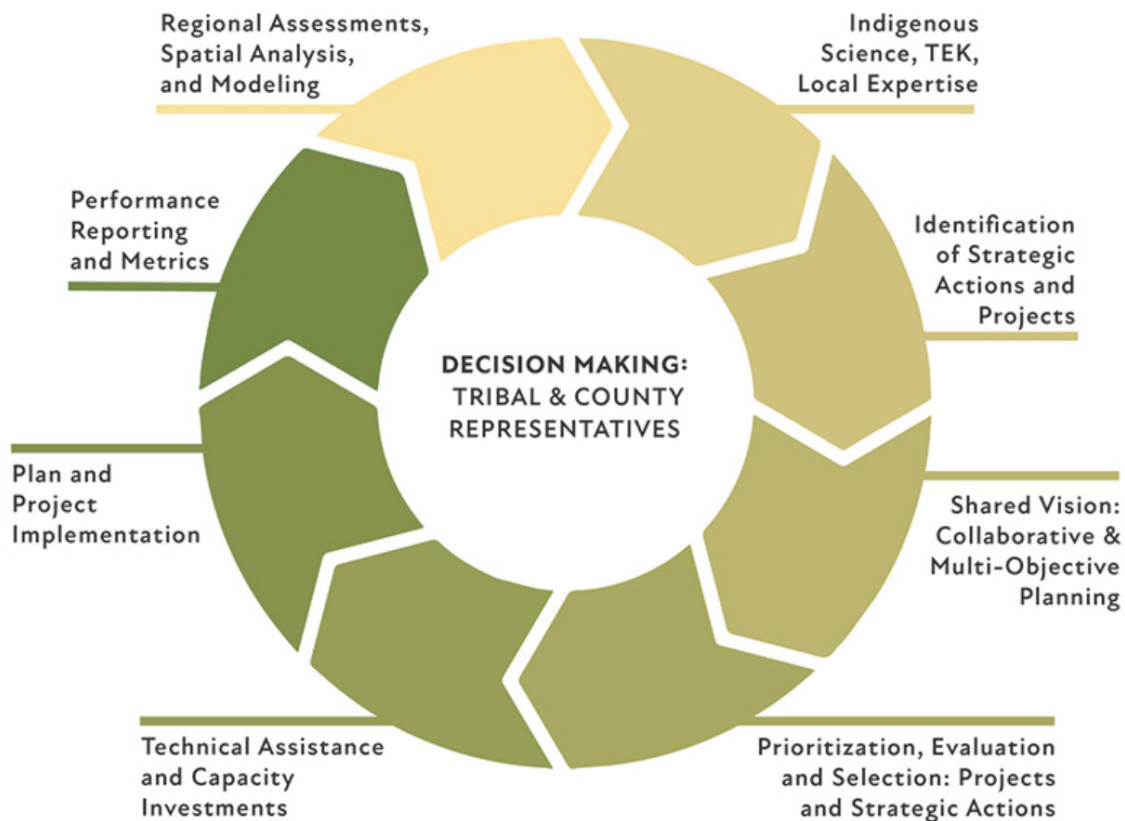 Regional Assessments,
Spatial Analysis,
and Modeling
Indigenous
Science, TEK,
Local Expertise
Identification
of Strategic
Actions and
Projects
Shared Vision:
Collaborative &
Multi-Objective
Planning
Prioritization, Evaluation
and Selection: Projects
and Strategic Actions
Technical Assistance
and Capacity
Investments
Plan and
Project
Implementation
Performance
Reporting
and Metrics
DECISION MAKING:
TRIBAL & COUNTY
REPRESENTATIVES